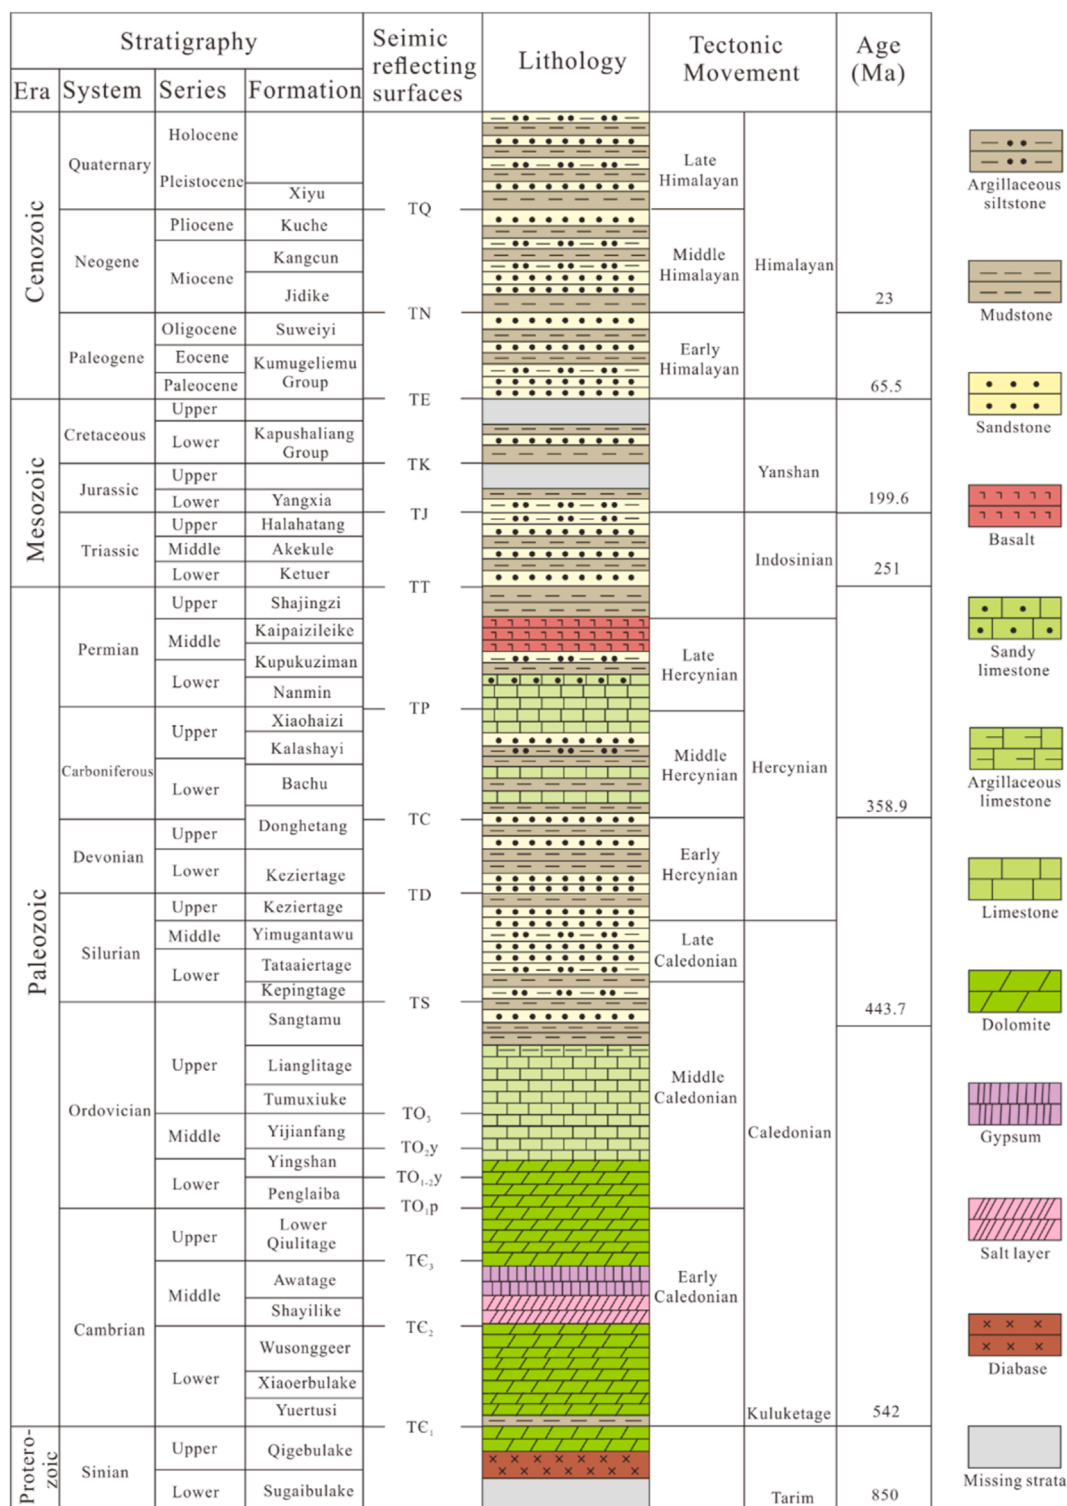 Stratigraphy
Seimic
reflecting
surfaces
Lithology
Tectonic
Movement
Age
(Ma)
Era
System
Series
Formation
Cenozoic
Quaternary
Holocene
Pleistocene
Xiyu
TQ
Neogene
Pliocene
Kuche
Miocene
Kangcun
Jidike
TN
Paleogene
Oligocene
Suweiyi
Eocene
Kumugeliemu
Group
Paleocene
TE
Mesozoic
Cretaceous
Upper
Lower
Kapushaliang
Group
TK
Jurassic
Upper
Lower
Yangxia
TJ
Triassic
Upper
Halahatang
Middle
Akekule
Lower
Ketuer
TT
Paleozoic
Permian
Upper
Shajingzi
Middle
Kaipaizileike
Kupukuziman
Lower
Nanmin
TP
Carboniferous
Upper
Xiaohaizi
Kalashayi
Lower
Bachu
TC
Donghetang
Devonian
Upper
Lower
Keziertage
TD
Silurian
Upper
Keziertage
Middle
Yimugantawu
Lower
Tataaiertage
Kepingtage
TS
Ordovician
Upper
Sangtamu
Lianglitage
Tumuxiuke
TO₃
Middle
Yijianfang
TO₂y
Yingshan
Lower
TO₁₋₂y
Penglaiba
TO₁p
Cambrian
Upper
Lower
Qiulitage
TЄ₃
Middle
Awatage
Shayilike
TЄ₂
Lower
Wusonggeer
Xiaoerbulake
Yuertusi
TЄ₁
Protero-
zoic
Sinian
Upper
Qigebulake
Lower
Sugaibulake
Late
Himalayan
Middle
Himalayan
Early
Himalayan
Himalayan
Yanshan
Indosinian
Late
Hercynian
Middle
Hercynian
Early
Hercynian
Hercynian
Late
Caledonian
Middle
Caledonian
Early
Caledonian
Caledonian
Kuluketage
Tarim
23
65.5
199.6
251
358.9
443.7
542
850
Argillaceous
siltstone
Mudstone
Sandstone
Basalt
Sandy
limestone
Argillaceous
limestone
Limestone
Dolomite
Gypsum
Salt layer
Diabase
Missing strata